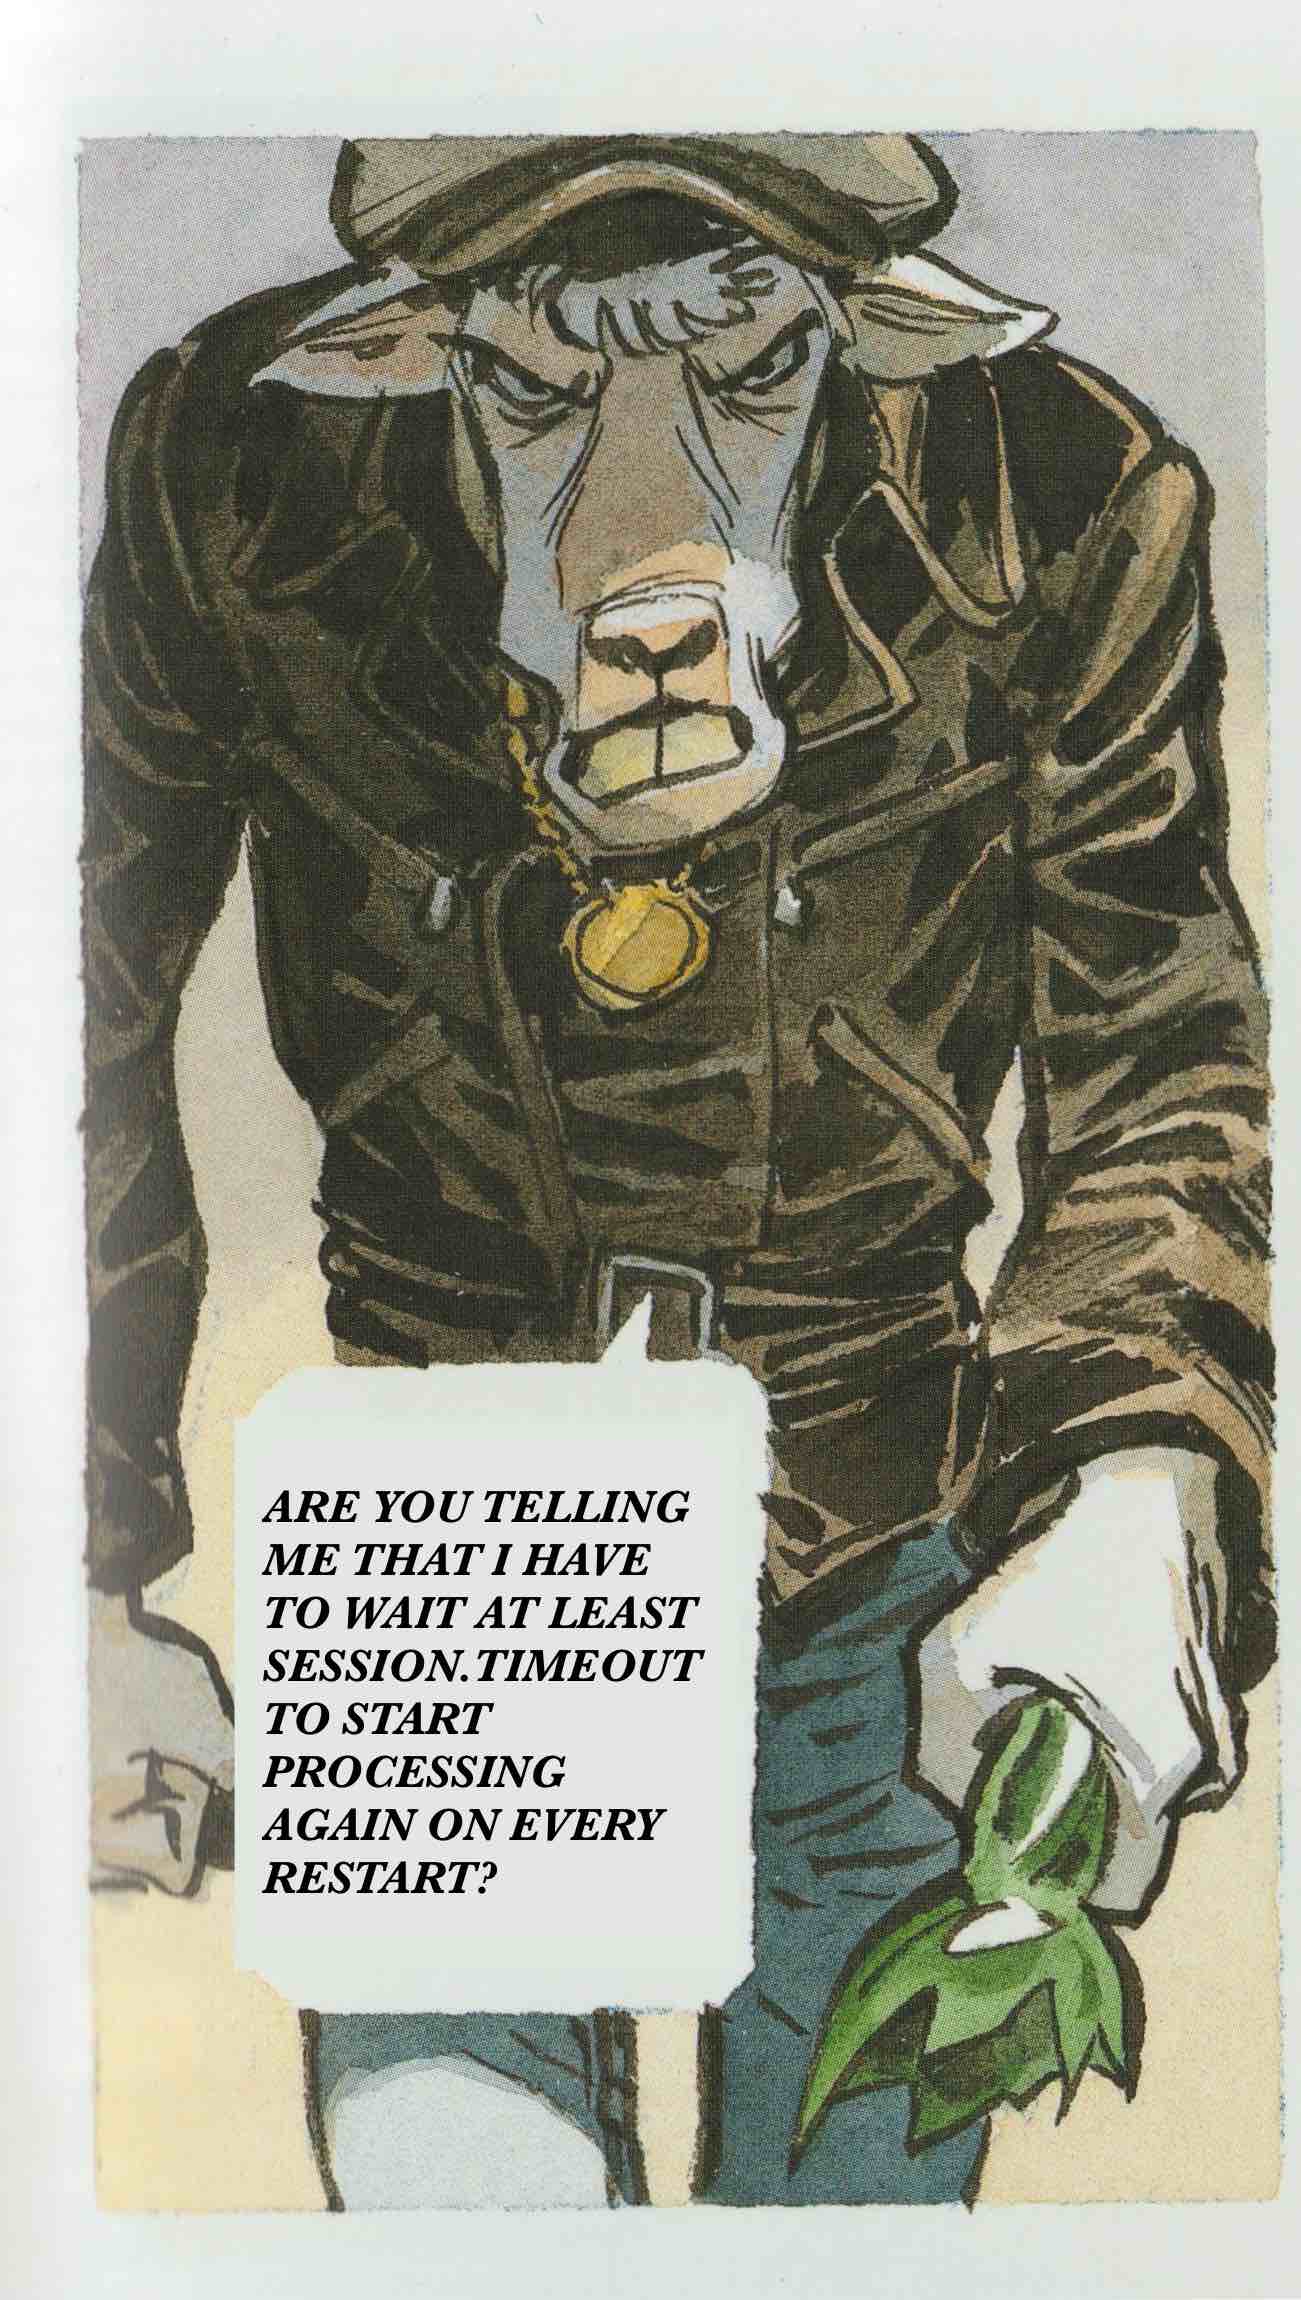 ARE YOU TELLING
ME THAT I HAVE
TO WAIT AT LEAST
SESSION.TIMEOUT
TO START
PROCESSING
AGAIN ON EVERY
RESTART?